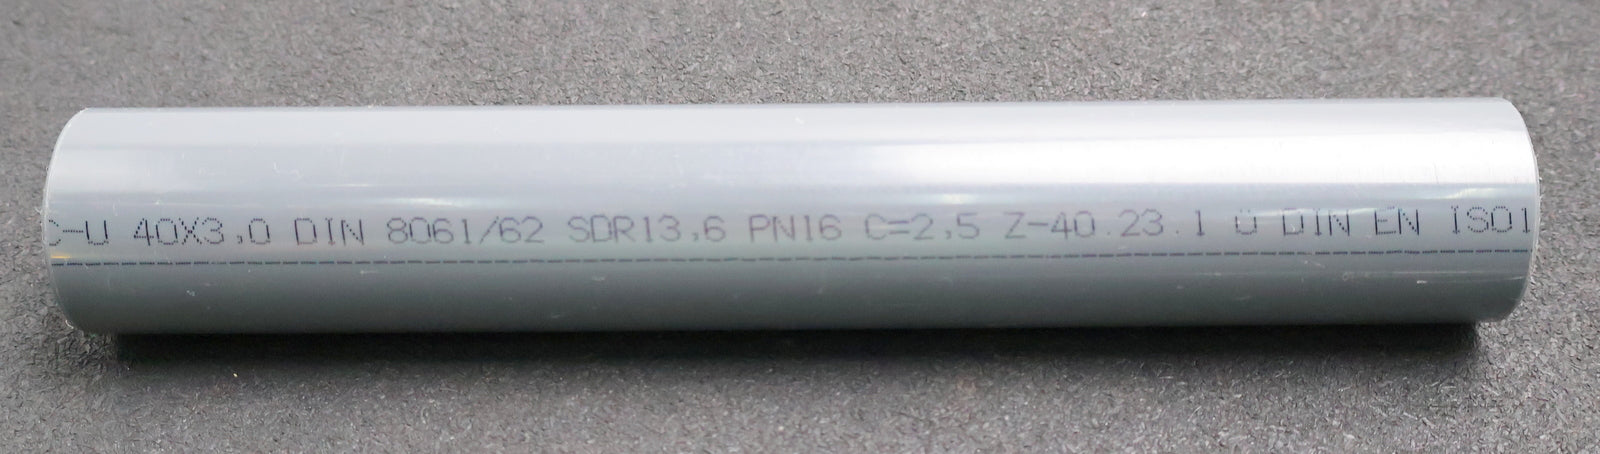 C-U 40X3,0 DIN 8061/62 SDR13,6 PN16 C=2,5 Z-40.23.1 Ü DIN EN ISO1